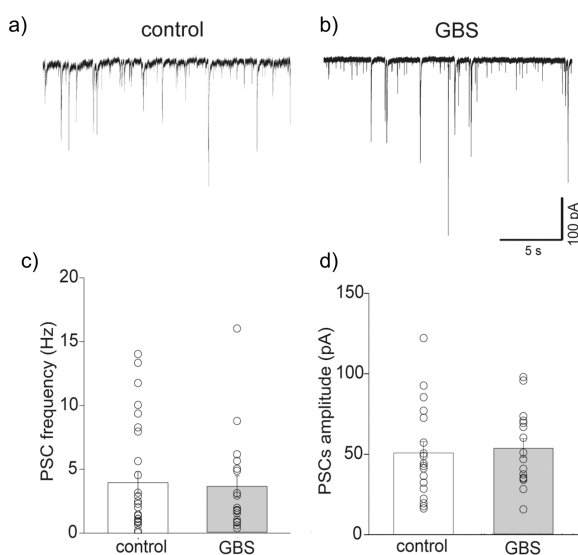 a)
control
b)
GBS
100 pA
5 s
c)
20
15
10
5
0
PSC frequency (Hz)
control
GBS
d)
150
100
50
0
PSCs amplitude (pA)
control
GBS